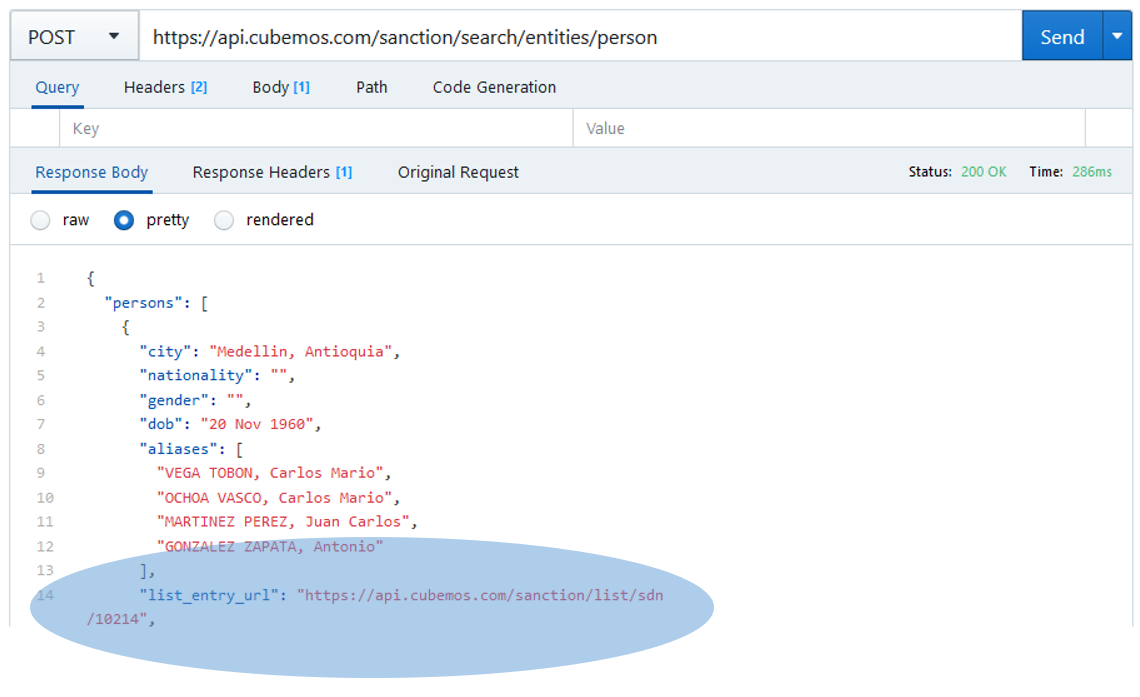 POST https://api.cubemos.com/sanction/search/entities/person Send
Query Headers [2] Body [1] Path Code Generation
Key Value
Response Body Response Headers [1] Original Request Status: 200 OK Time: 286ms
raw pretty rendered
1 {
2 "persons": [
3 {
4 "city": "Medellin, Antioquia",
5 "nationality": "",
6 "gender": "",
7 "dob": "20 Nov 1960",
8 "aliases": [
9 "VEGA TOBON, Carlos Mario",
10 "OCHOA VASCO, Carlos Mario",
11 "MARTINEZ PEREZ, Juan Carlos",
12 "GONZALEZ ZAPATA, Antonio"
13 ],
14 "list_entry_url": "https://api.cubemos.com/sanction/list/sdn
/10214",